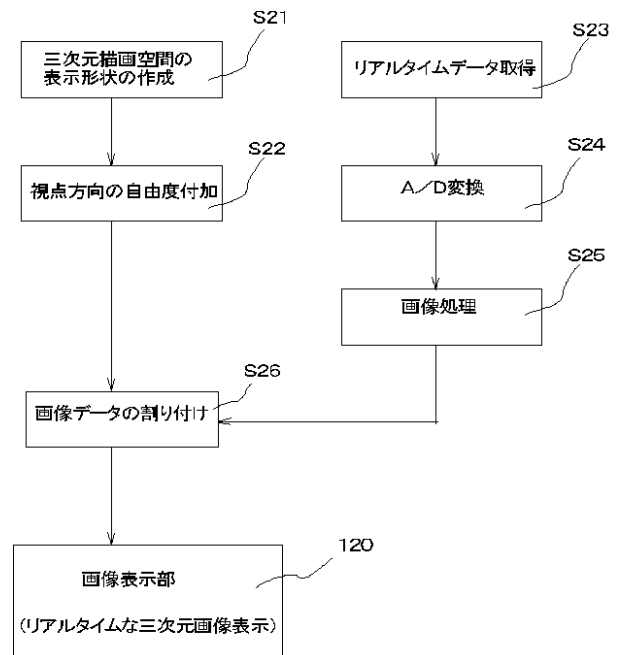 S21
三次元描画空間の
表示形状の作成
S23
リアルタイムデータ取得
S22
視点方向の自由度付加
S24
A/D変換
S25
画像処理
S26
画像データの割り付け
120
画像表示部
(リアルタイムな三次元画像表示)